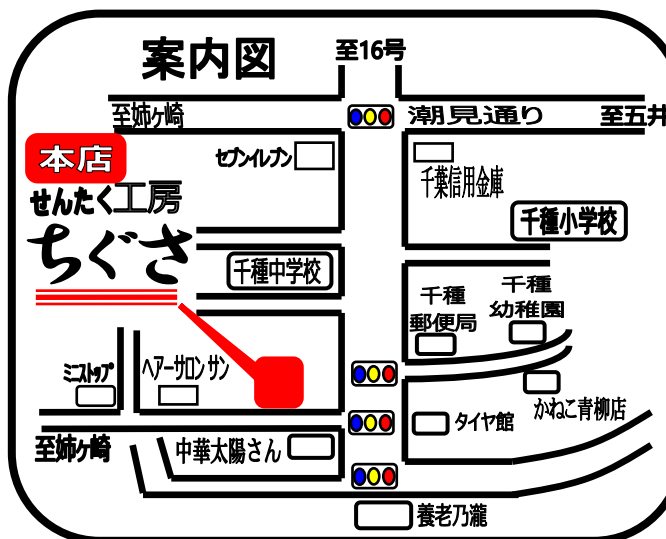 案内図
至16号
至姉ヶ崎
潮見通り
至五井
本店
せんたく工房
ちぐさ
セブンイレブン
千葉信用金庫
千種小学校
千種中学校
千種
郵便局
千種
幼稚園
ミニストップ
ヘアーサロン サン
かねこ青柳店
タイヤ館
至姉ヶ崎
中華太陽さん
養老乃瀧